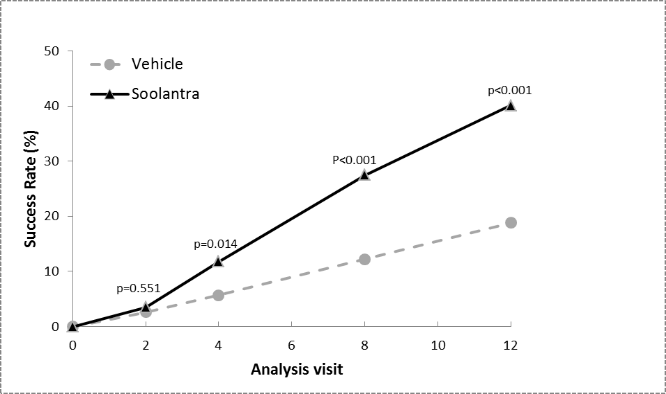 50
Vehicle
Soolantra
p<0.001
40
P<0.001
30
20
p=0.014
10
p=0.551
0
0 2 4 6 8 10 12
Success Rate (%)
Analysis visit